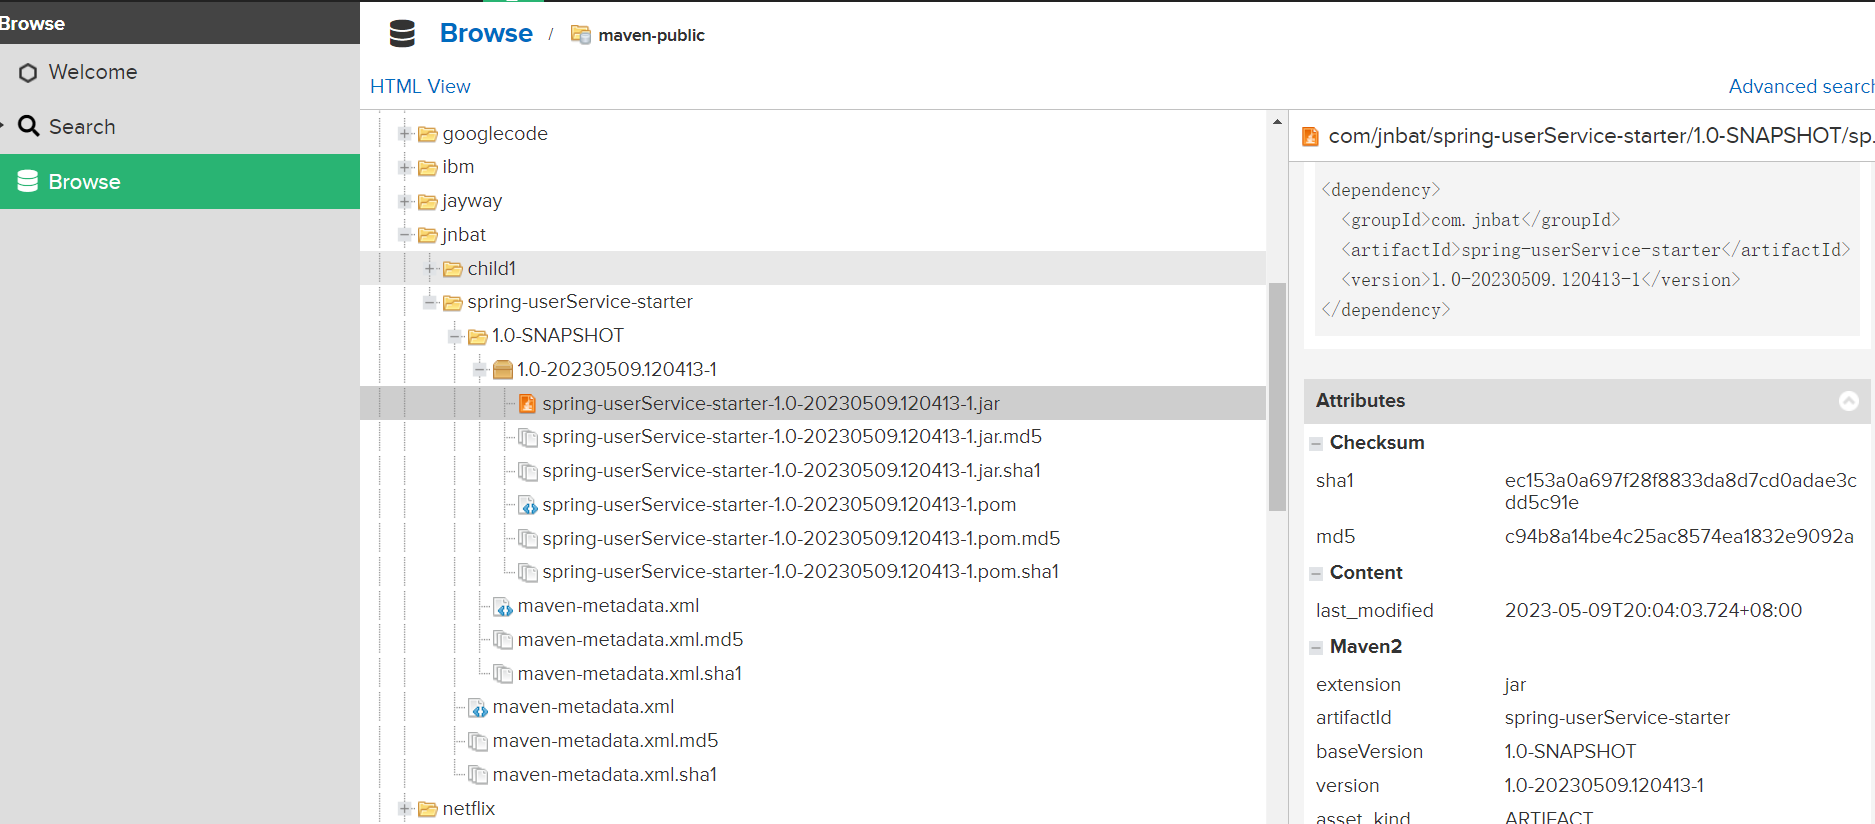 Browse
Welcome
Search
Browse
Browse / maven-public
HTML View
Advanced search
googlecode
ibm
jayway
jnbat
child1
spring-userService-starter
1.0-SNAPSHOT
1.0-20230509.120413-1
spring-userService-starter-1.0-20230509.120413-1.jar
spring-userService-starter-1.0-20230509.120413-1.jar.md5
spring-userService-starter-1.0-20230509.120413-1.jar.sha1
spring-userService-starter-1.0-20230509.120413-1.pom
spring-userService-starter-1.0-20230509.120413-1.pom.md5
spring-userService-starter-1.0-20230509.120413-1.pom.sha1
maven-metadata.xml
maven-metadata.xml.md5
maven-metadata.xml.sha1
maven-metadata.xml
maven-metadata.xml.md5
maven-metadata.xml.sha1
netflix
com/jnbat/spring-userService-starter/1.0-SNAPSHOT/sp.
<dependency>
<groupId>com.jnbat</groupId>
<artifactId>spring-userService-starter</artifactId>
<version>1.0-20230509.120413-1</version>
</dependency>
Attributes
Checksum
sha1 ec153a0a697f28f8833da8d7cd0adae3c
dd5c91e
md5 c94b8a14be4c25ac8574ea1832e9092a
Content
last_modified 2023-05-09T20:04:03.724+08:00
Maven2
extension jar
artifactId spring-userService-starter
baseVersion 1.0-SNAPSHOT
version 1.0-20230509.120413-1
asset_kind ARTIFACT